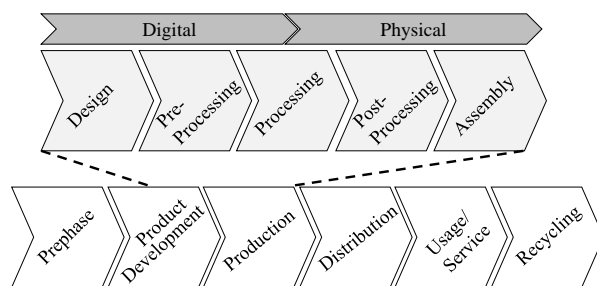 Digital
Physical
Design
Pre-
Processing
Processing
Post-
Processing
Assembly
Prephase
Product
Development
Production
Distribution
Usage/
Service
Recycling